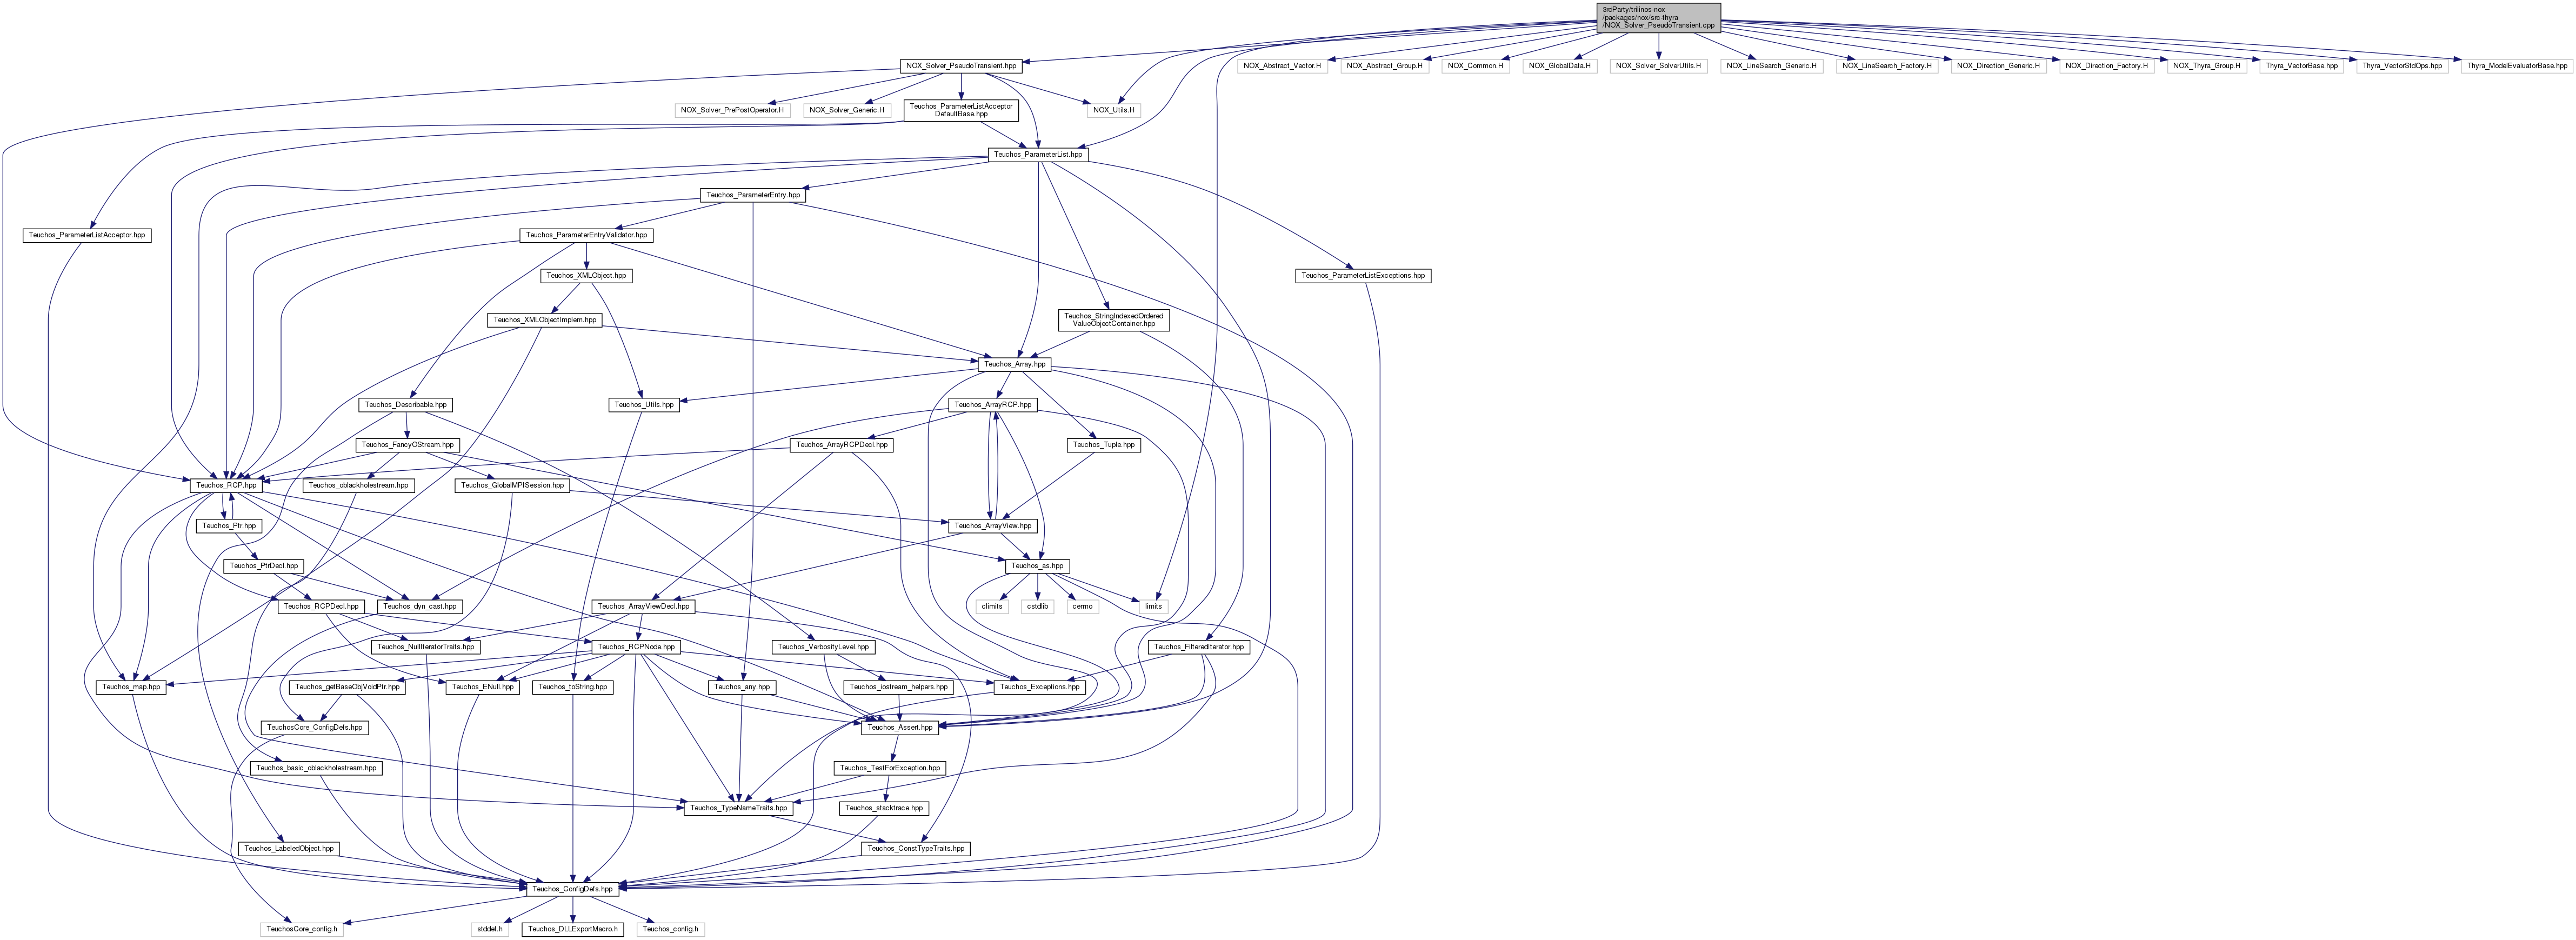 3rdParty/trilinos-nox
/packages/nox/src-thyra
/NOX_Solver_PseudoTransient.cpp
NOX_Solver_PseudoTransient.hpp
NOX_Abstract_Vector.H
NOX_Abstract_Group.H
NOX_Common.H
NOX_GlobalData.H
NOX_Solver_SolverUtils.H
NOX_LineSearch_Generic.H
NOX_LineSearch_Factory.H
NOX_Direction_Generic.H
NOX_Direction_Factory.H
NOX_Thyra_Group.H
Thyra_VectorBase.hpp
Thyra_VectorStdOps.hpp
Thyra_ModelEvaluatorBase.hpp
NOX_Solver_PrePostOperator.H
NOX_Solver_Generic.H
Teuchos_ParameterListAcceptor
DefaultBase.hpp
NOX_Utils.H
Teuchos_ParameterList.hpp
Teuchos_ParameterEntry.hpp
Teuchos_ParameterListAcceptor.hpp
Teuchos_ParameterEntryValidator.hpp
Teuchos_XMLObject.hpp
Teuchos_ParameterListExceptions.hpp
Teuchos_XMLObjectImplem.hpp
Teuchos_StringIndexedOrdered
ValueObjectContainer.hpp
Teuchos_Array.hpp
Teuchos_Describable.hpp
Teuchos_Utils.hpp
Teuchos_ArrayRCP.hpp
Teuchos_FancyOStream.hpp
Teuchos_ArrayRCPDecl.hpp
Teuchos_Tuple.hpp
Teuchos_RCP.hpp
Teuchos_oblackholestream.hpp
Teuchos_GlobalMPISession.hpp
Teuchos_Ptr.hpp
Teuchos_ArrayView.hpp
Teuchos_PtrDecl.hpp
Teuchos_as.hpp
Teuchos_RCPDecl.hpp
Teuchos_dyn_cast.hpp
Teuchos_ArrayViewDecl.hpp
climits
cstdlib
cerrno
limits
Teuchos_NullIteratorTraits.hpp
Teuchos_RCPNode.hpp
Teuchos_VerbosityLevel.hpp
Teuchos_FilteredIterator.hpp
Teuchos_map.hpp
Teuchos_getBaseObjVoidPtr.hpp
Teuchos_ENull.hpp
Teuchos_toString.hpp
Teuchos_any.hpp
Teuchos_iostream_helpers.hpp
Teuchos_Exceptions.hpp
TeuchosCore_ConfigDefs.hpp
Teuchos_Assert.hpp
Teuchos_basic_oblackholestream.hpp
Teuchos_TestForException.hpp
Teuchos_TypeNameTraits.hpp
Teuchos_stacktrace.hpp
Teuchos_LabeledObject.hpp
Teuchos_ConstTypeTraits.hpp
Teuchos_ConfigDefs.hpp
TeuchosCore_config.h
stddef.h
Teuchos_DLLExportMacro.h
Teuchos_config.h